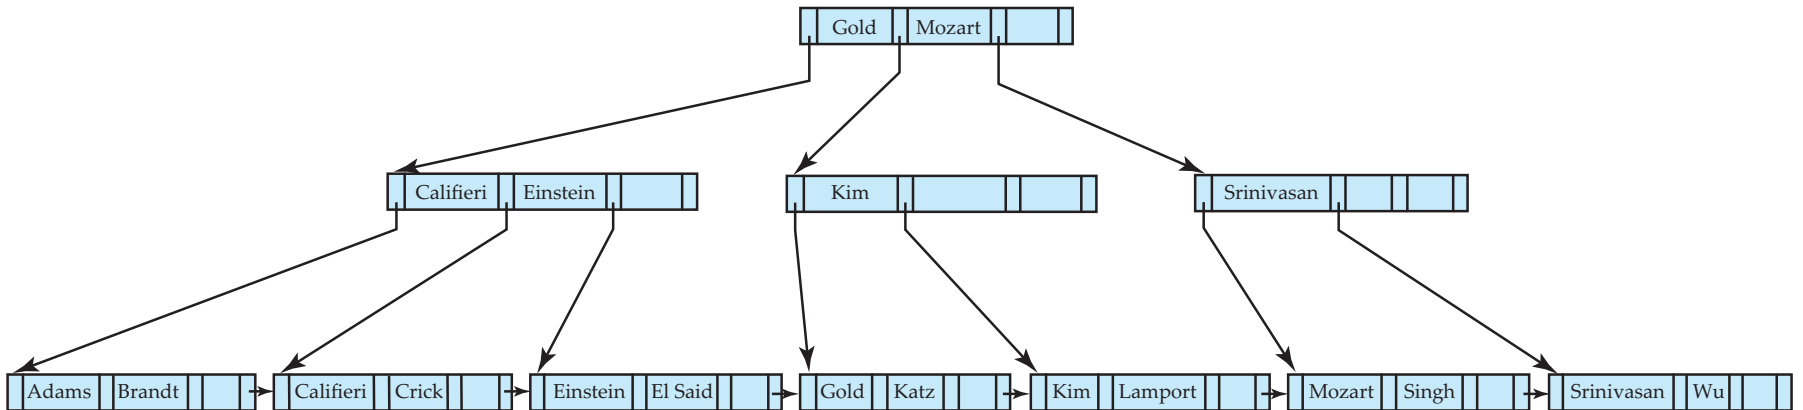 Gold Mozart
Califieri Einstein
Kim
Srinivasan
Adams Brandt
Califieri Crick
Einstein El Said
Gold Katz
Kim Lamport
Mozart Singh
Srinivasan Wu